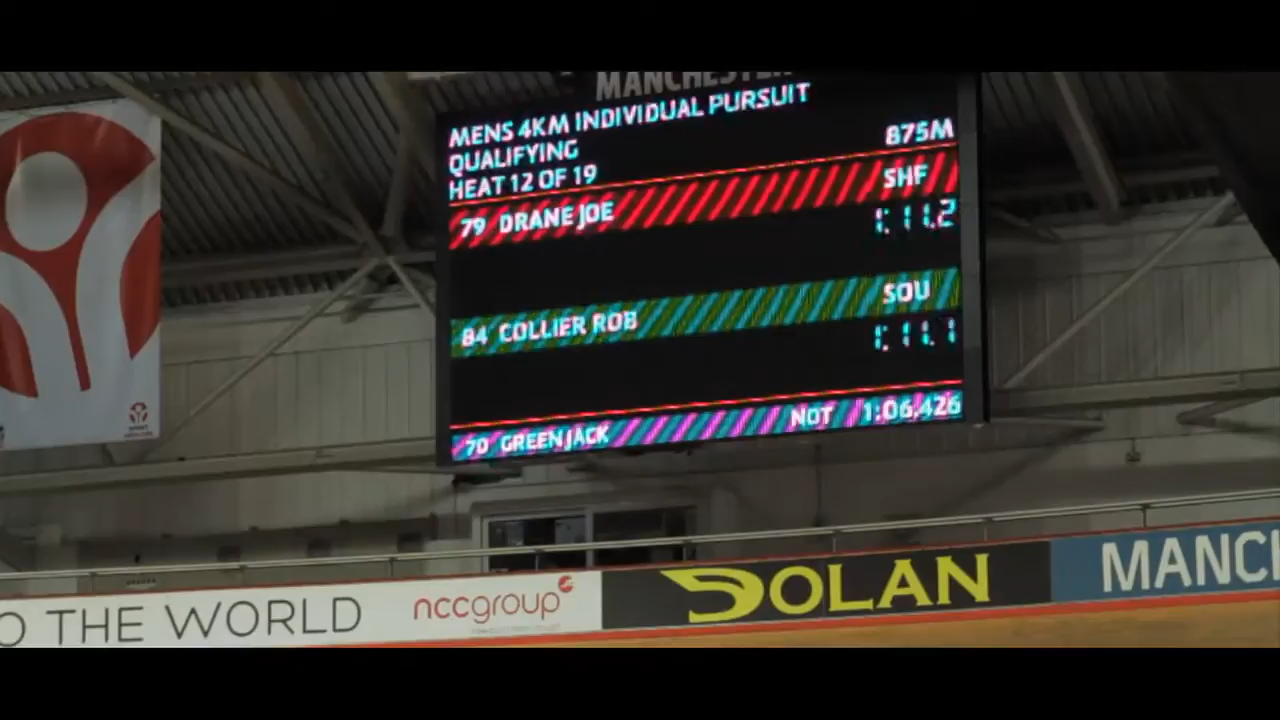 MANCHESTER
MENS 4KM INDIVIDUAL PURSUIT
QUALIFYING 875M
HEAT 12 OF 19
79 DRANE JOE SHF
1:11.2
84 COLLIER ROB SOU
1:11.1
70 GREEN JACK NOT 1:06.426
O THE WORLD nccgroup DOLAN MANC